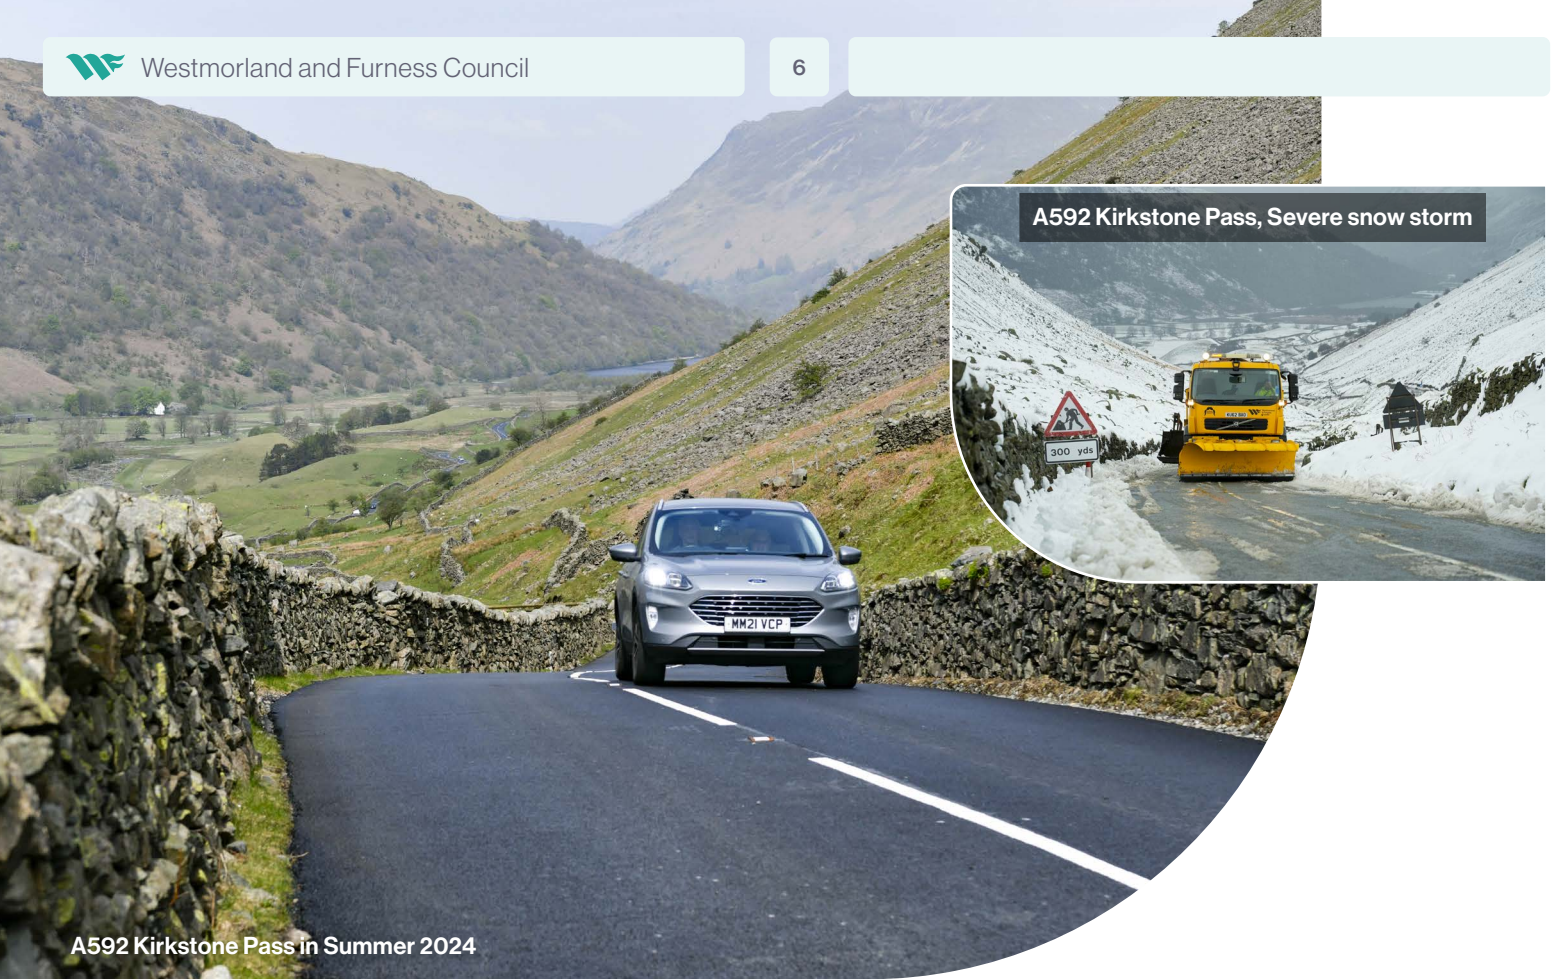 Westmorland and Furness Council
6
A592 Kirkstone Pass, Severe snow storm
300 yds
MM21 VCP
A592 Kirkstone Pass in Summer 2024